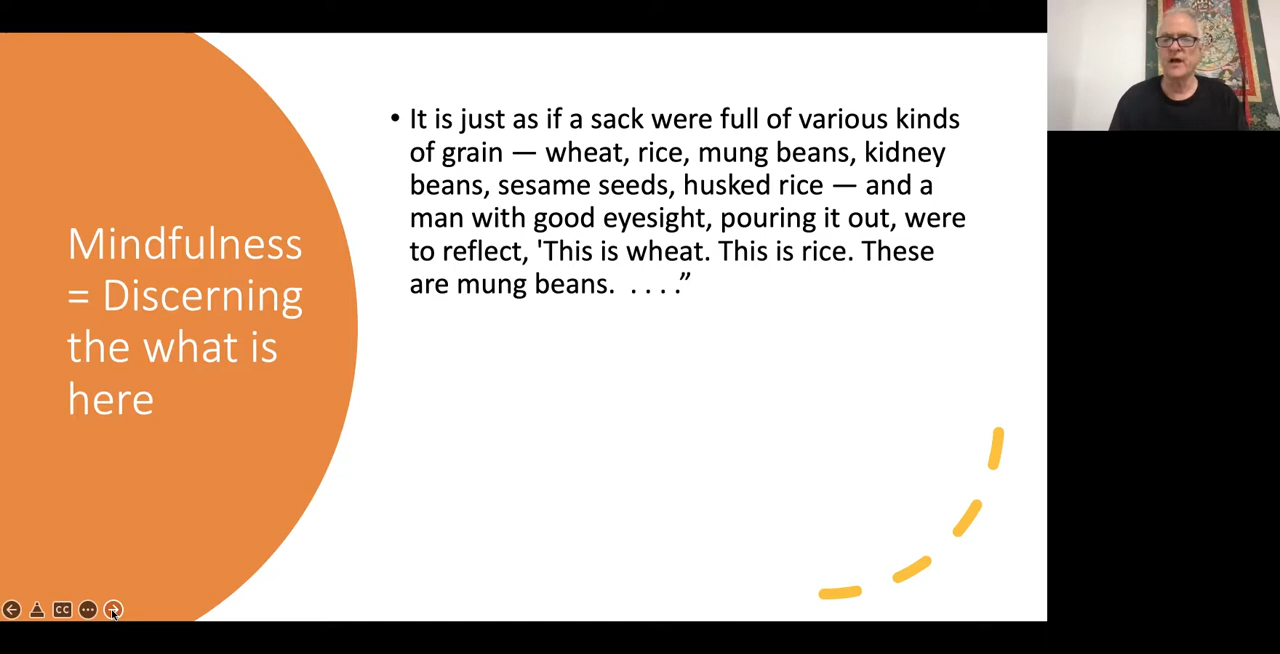 Mindfulness
= Discerning
the what is
here
• It is just as if a sack were full of various kinds
of grain — wheat, rice, mung beans, kidney
beans, sesame seeds, husked rice — and a
man with good eyesight, pouring it out, were
to reflect, 'This is wheat. This is rice. These
are mung beans.  . . . .”
CC